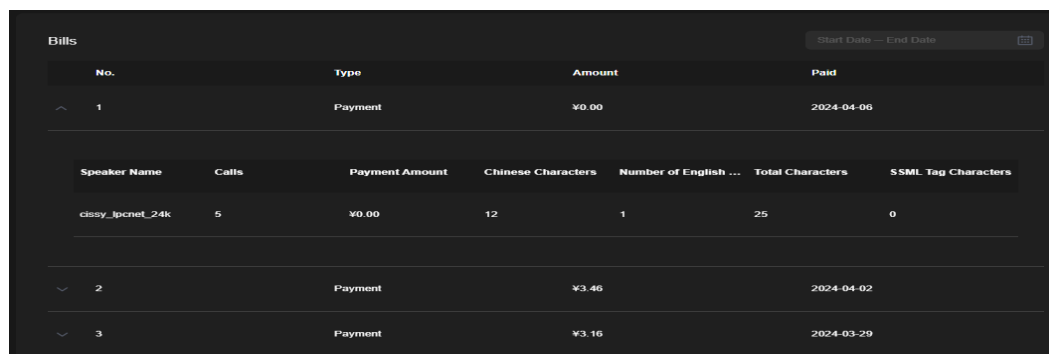 Bills
Start Date — End Date
No. Type Amount Paid
1 Payment ¥0.00 2024-04-06
Speaker Name Calls Payment Amount Chinese Characters Number of English ... Total Characters SSML Tag Characters
cissy_lpcnet_24k 5 ¥0.00 12 1 25 0
2 Payment ¥3.46 2024-04-02
3 Payment ¥3.16 2024-03-29